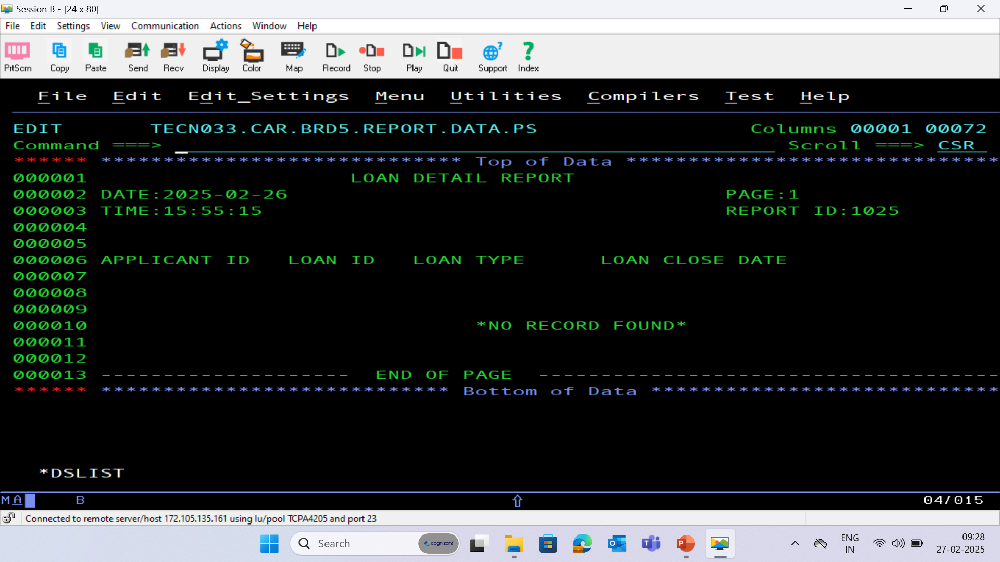 Session B - [24 x 80]
File Edit Settings View Communication Actions Window Help
PrtScrn Copy Paste Send Recv Display Color Map Record Stop Play Quit Support Index
File Edit Edit_Settings Menu Utilities Compilers Test Help
EDIT TECN033.CAR.BRD5.REPORT.DATA.PS Columns 00001 00072
Command ===> Scroll ===> CSR
****** ***************************** Top of Data ******************************
000001 LOAN DETAIL REPORT
000002 DATE:2025-02-26 PAGE:1
000003 TIME:15:55:15 REPORT ID:1025
000004
000005
000006 APPLICANT ID LOAN ID LOAN TYPE LOAN CLOSE DATE
000007
000008
000009
000010 *NO RECORD FOUND*
000011
000012
000013 -------------------- END OF PAGE -------------------------------------
****** **************************** Bottom of Data ****************************
*DSLIST
MA B 04/015
Connected to remote server/host 172.105.135.161 using lu/pool TCPA4205 and port 23
Search cognizant ENG 09:28
IN 27-02-2025